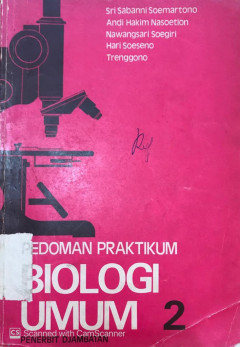 Sri Sabanni Soemartono
Andi Hakim Nasoetion
Nawangsari Soegiri
Hari Soeseno
Trenggono
PEDOMAN PRAKTIKUM
BIOLOGI
UMUM 2
CS Scanned with CamScanner
PENERBIT DJAMBATAN